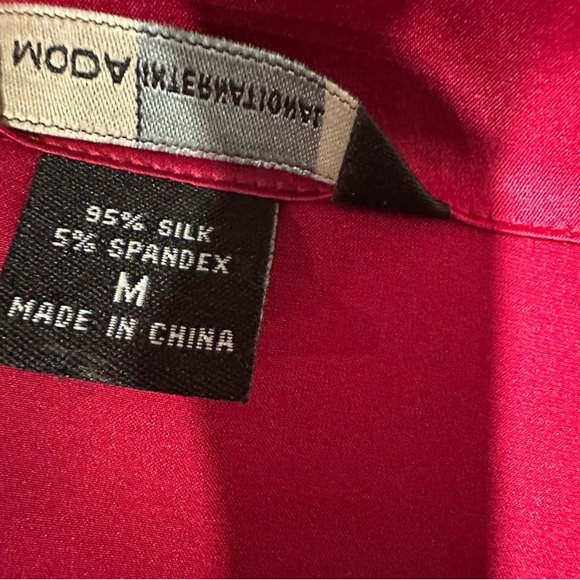 MODA INTERNATIONAL
95% SILK
5% SPANDEX
M
MADE IN CHINA